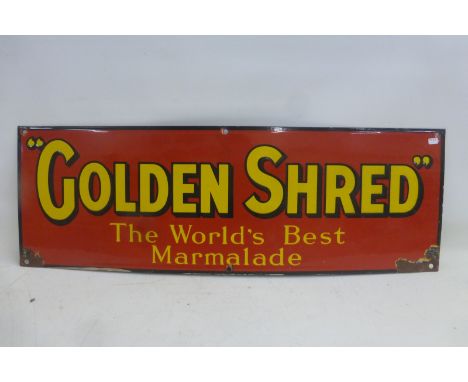 "GOLDEN SHRED"
The World's Best
Marmalade